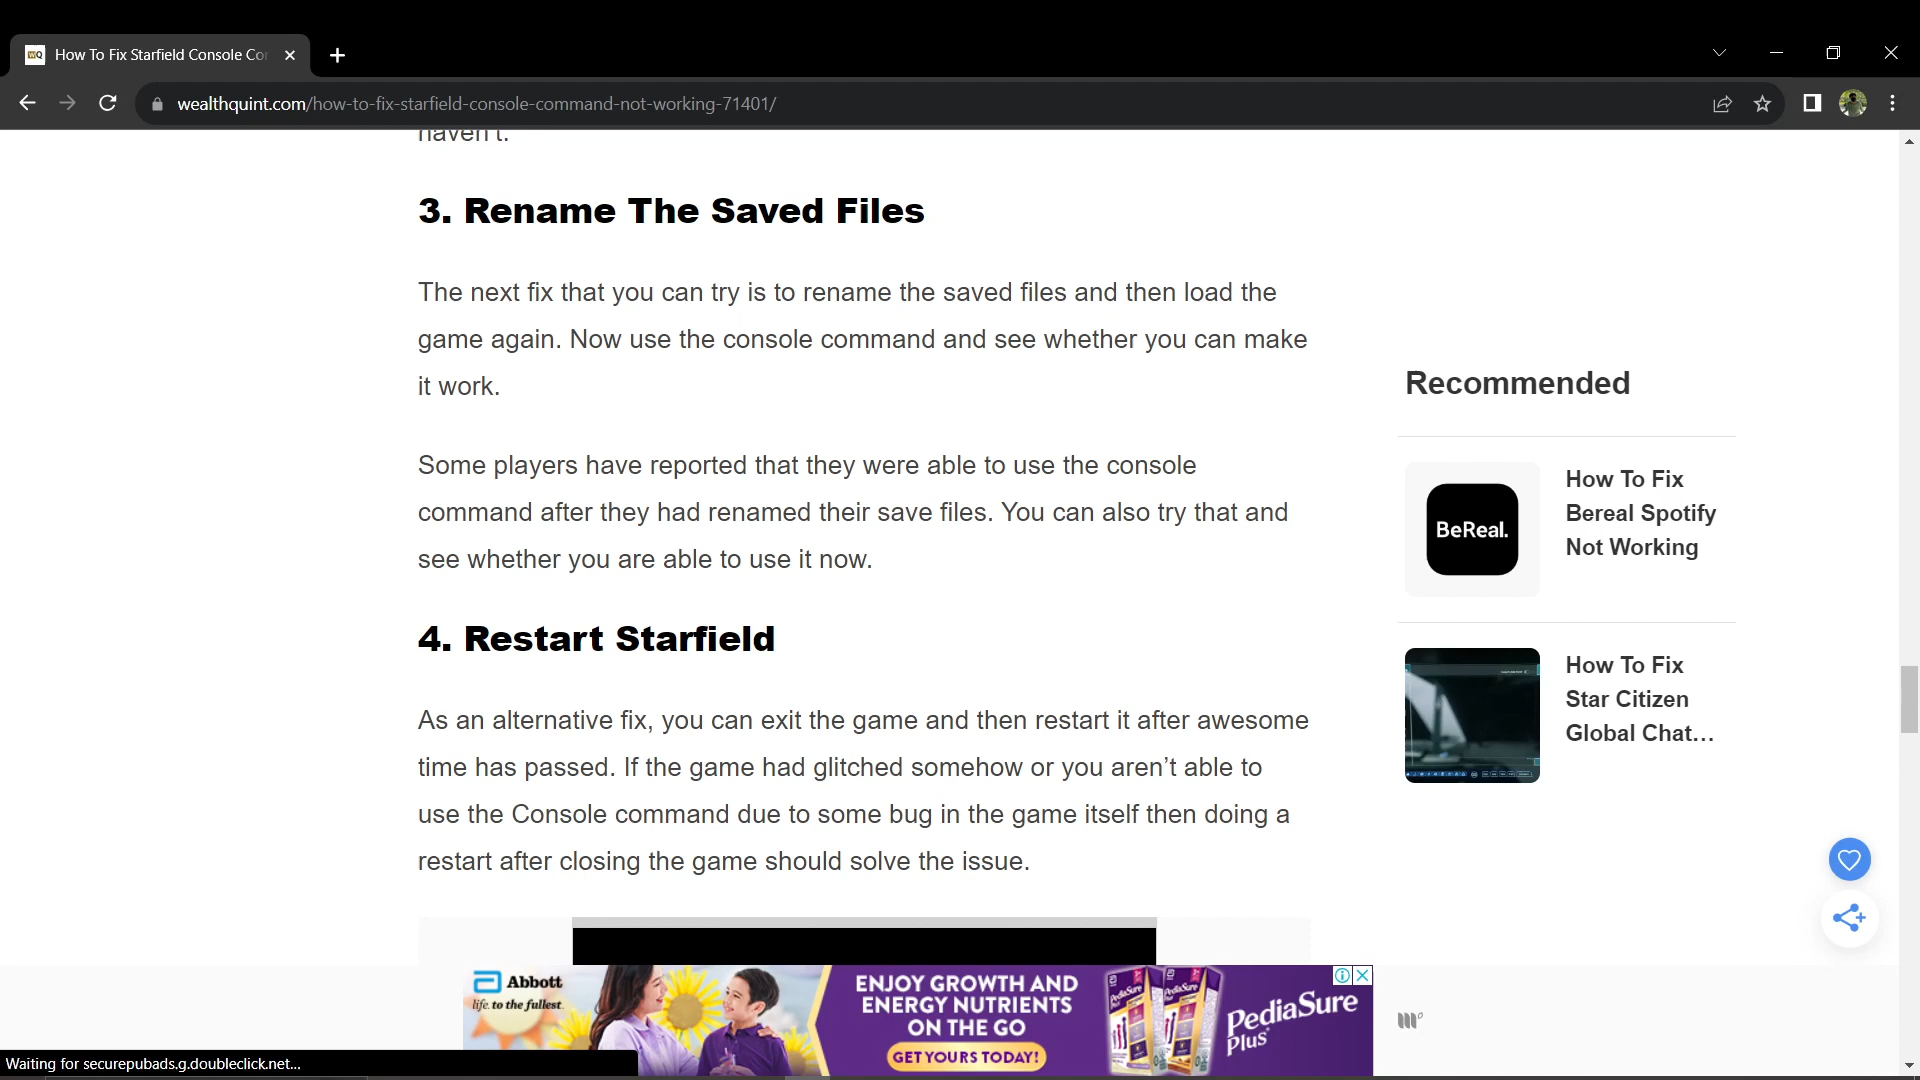 How To Fix Starfield Console Co
wealthquint.com/how-to-fix-starfield-console-command-not-working-71401/
haven't.
3. Rename The Saved Files
The next fix that you can try is to rename the saved files and then load the
game again. Now use the console command and see whether you can make
it work.
Some players have reported that they were able to use the console
command after they had renamed their save files. You can also try that and
see whether you are able to use it now.
4. Restart Starfield
As an alternative fix, you can exit the game and then restart it after awesome
time has passed. If the game had glitched somehow or you aren’t able to
use the Console command due to some bug in the game itself then doing a
restart after closing the game should solve the issue.
Recommended
BeReal.
How To Fix
Bereal Spotify
Not Working
How To Fix
Star Citizen
Global Chat...
Abbott
life. to the fullest.
ENJOY GROWTH AND
ENERGY NUTRIENTS
ON THE GO
GET YOURS TODAY!
PediaSure
Plus
Waiting for securepubads.g.doubleclick.net...